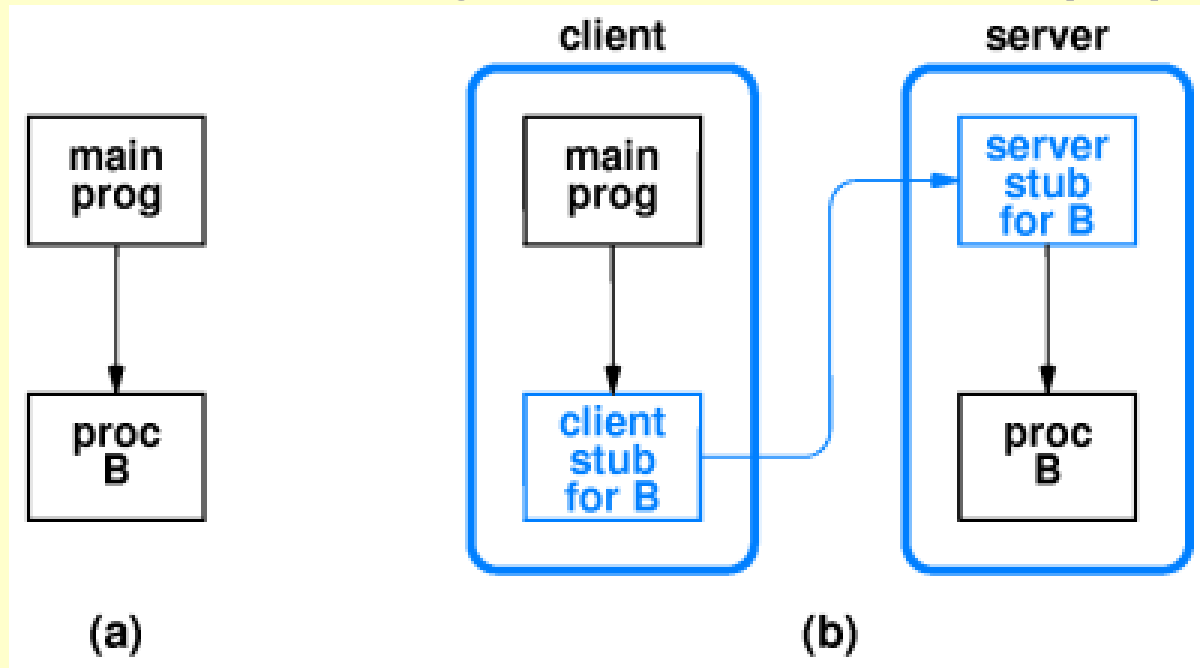 client
server
main
prog
proc
B
(a)
main
prog
client
stub
for B
server
stub
for B
proc
B
(b)